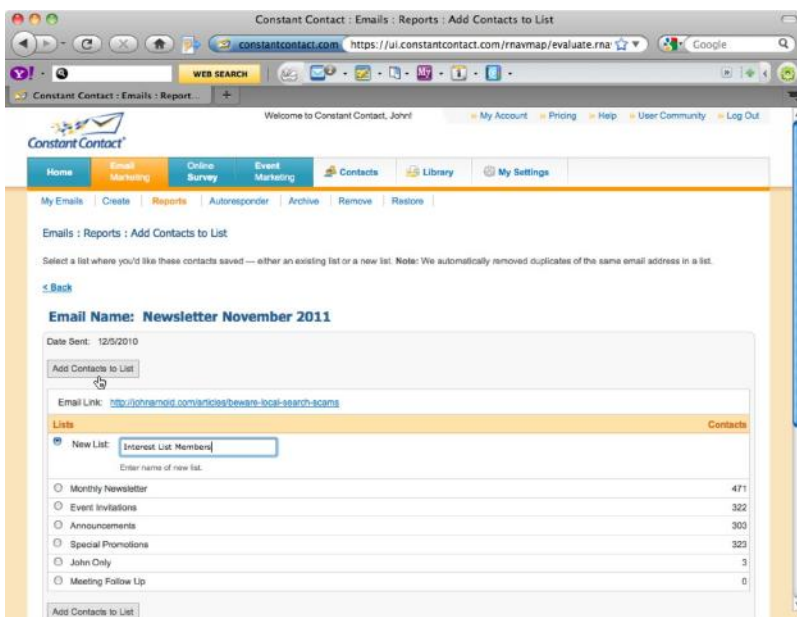 Constant Contact : Emails : Reports : Add Contacts to List
constantcontact.com https://ui.constantcontact.com/rnavmap/evaluate.rna Google
Y! WEB SEARCH
Constant Contact : Emails : Report...
Welcome to Constant Contact, John! My Account Pricing Help User Community Log Out
Constant Contact
Home Email Marketing Online Survey Event Marketing Contacts Library My Settings
My Emails Create Reports Autoresponder Archive Remove Restore
Emails : Reports : Add Contacts to List
Select a list where you'd like these contacts saved — either an existing list or a new list. Note: We automatically removed duplicates of the same email address in a list.
< Back
Email Name: Newsletter November 2011
Date Sent: 12/5/2010
Add Contacts to List
Email Link: http://johnarnold.com/articles/beware-local-search-scams
Lists Contacts
New List: Interest List Members
Enter name of new list.
Monthly Newsletter 471
Event Invitations 322
Announcements 303
Special Promotions 323
John Only 3
Meeting Follow Up 0
Add Contacts to List